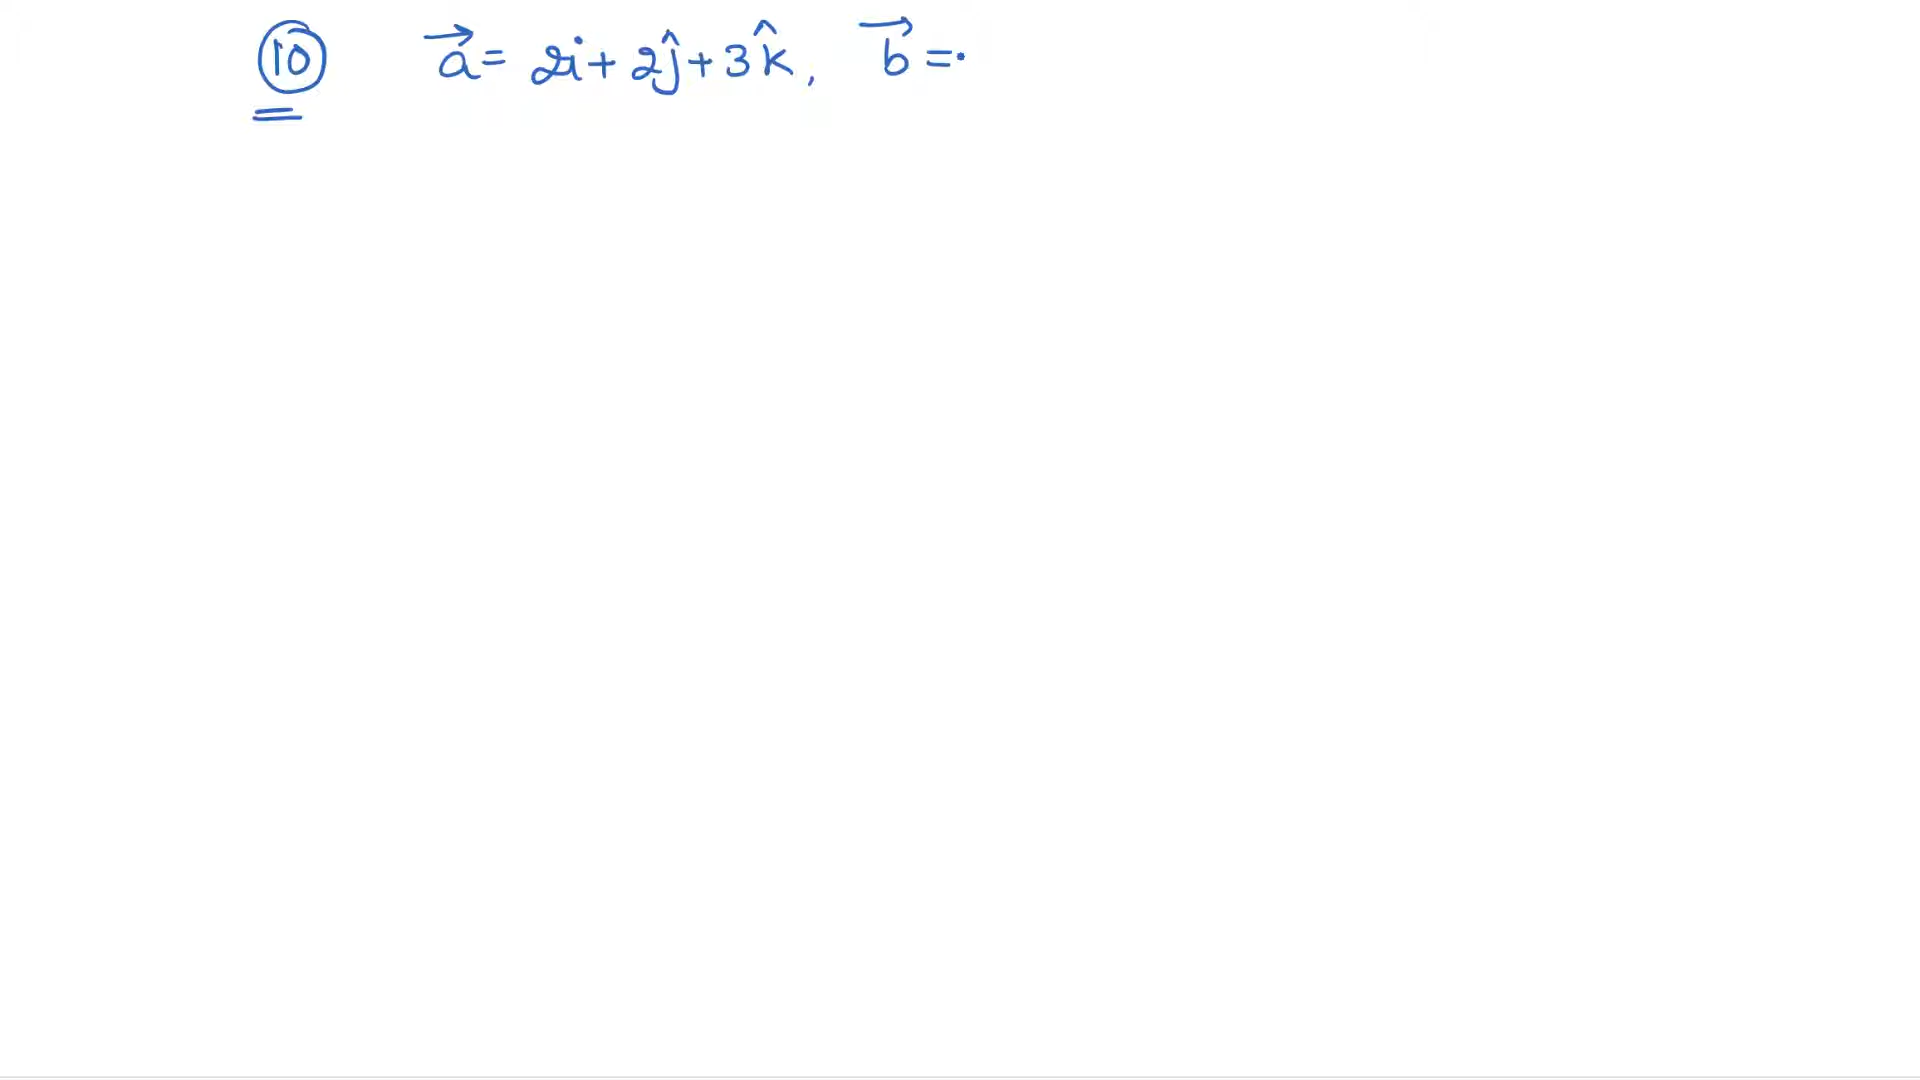 ⑩ →a = 2i + 2ĵ + 3k̂, →b =